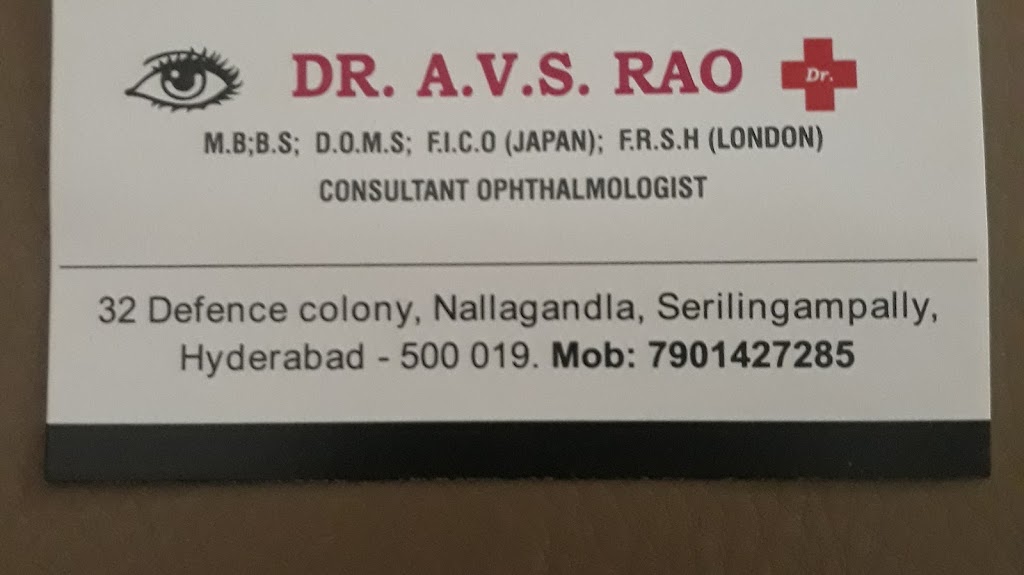 DR. A.V.S. RAO
Dr.
M.B;B.S; D.O.M.S; F.I.C.O (JAPAN); F.R.S.H (LONDON)
CONSULTANT OPHTHALMOLOGIST
32 Defence colony, Nallagandla, Serilingampally,
Hyderabad - 500 019. Mob: 7901427285